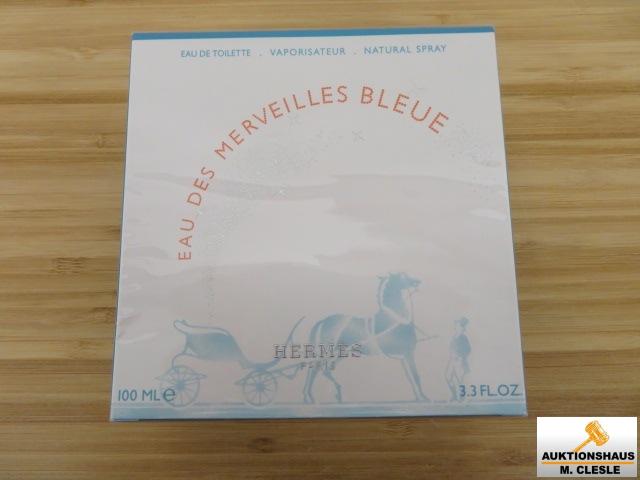 EAU DE TOILETTE . VAPORISATEUR . NATURAL SPRAY
EAU DES MERVEILLES BLEUE
HERMES
PARIS
100 ML e
3.3 FL.OZ.
AUKTIONSHAUS
M. CLESLE